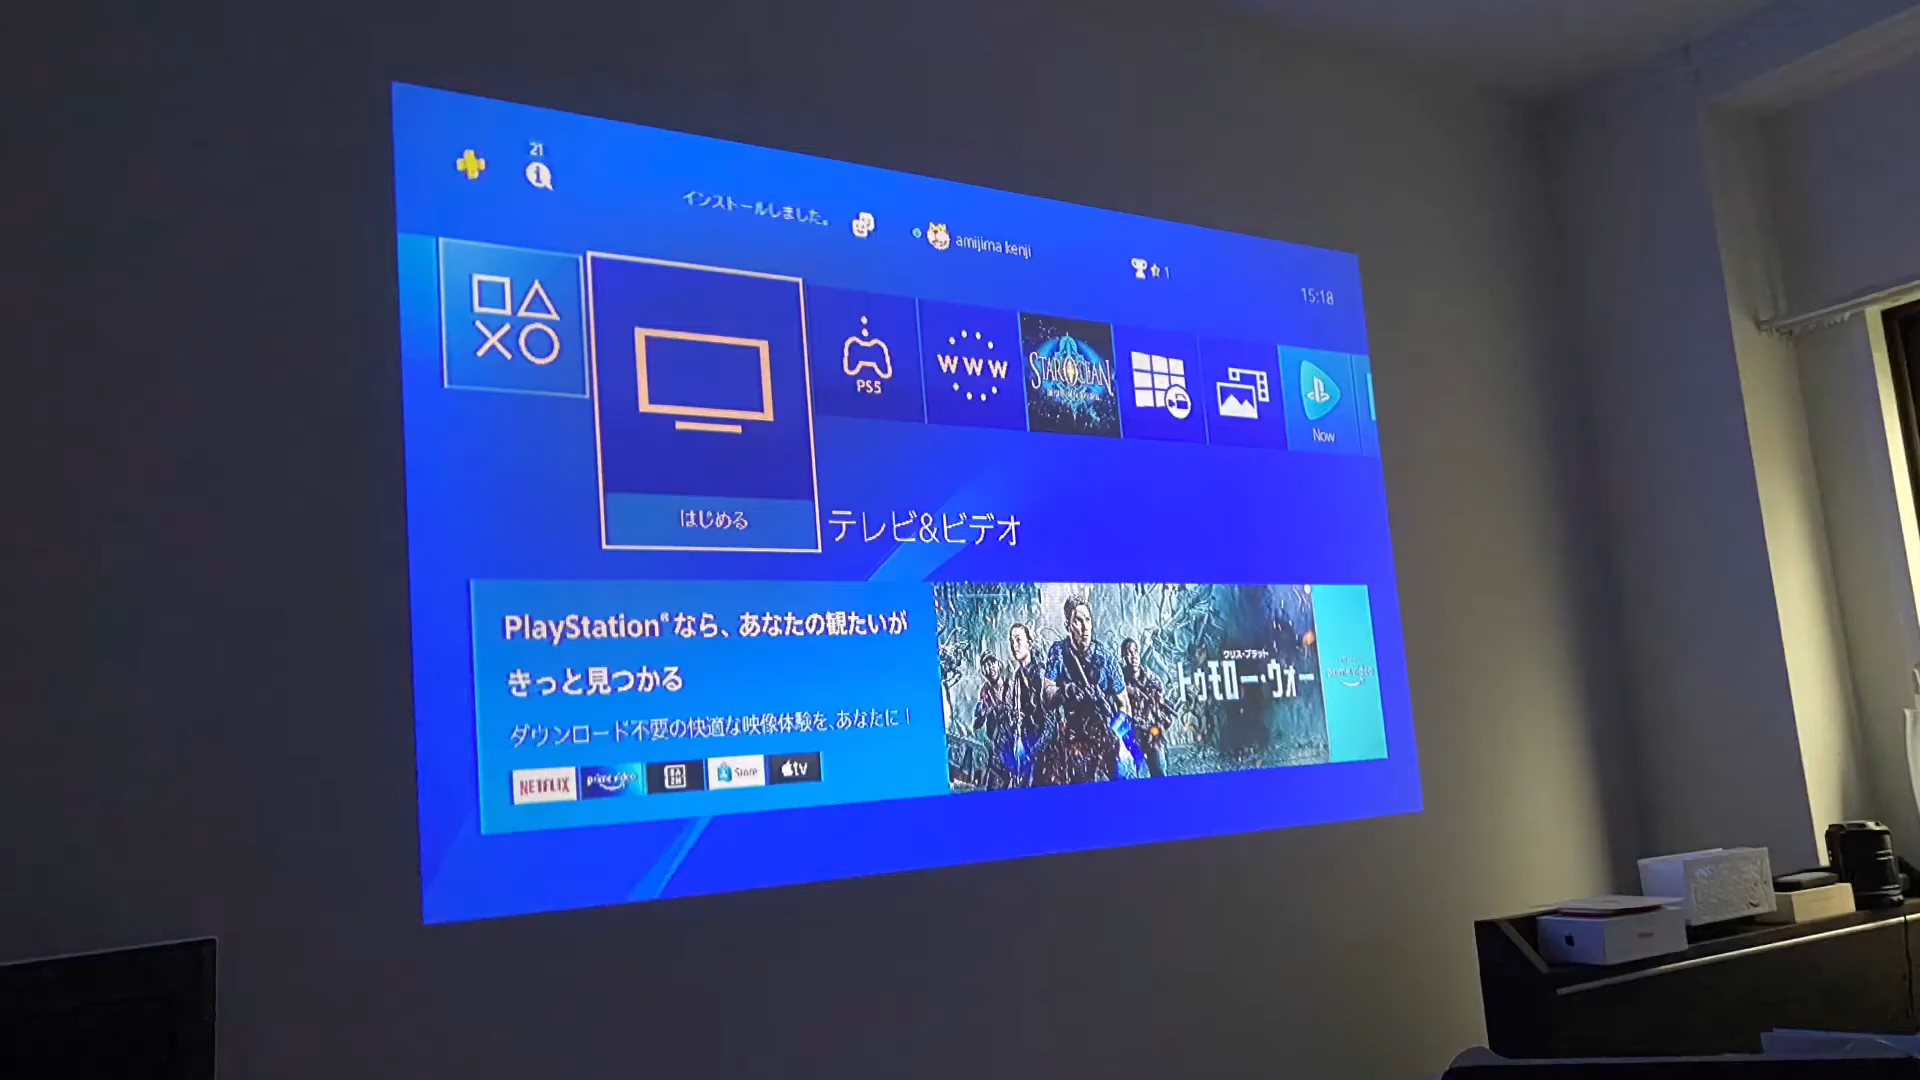 21
インストールしました。
amijima kenji
1
15:18
PS5
WWW
STAR OCEAN
Now
はじめる
テレビ&ビデオ
PlayStation®なら、あなたの観たいが
きっと見つかる
ダウンロード不要の快適な映像体験を、あなたに！
NETFLIX
prime video
DAZN
Store
tv
クリス・プラット
トゥモロー・ウォー
prime video